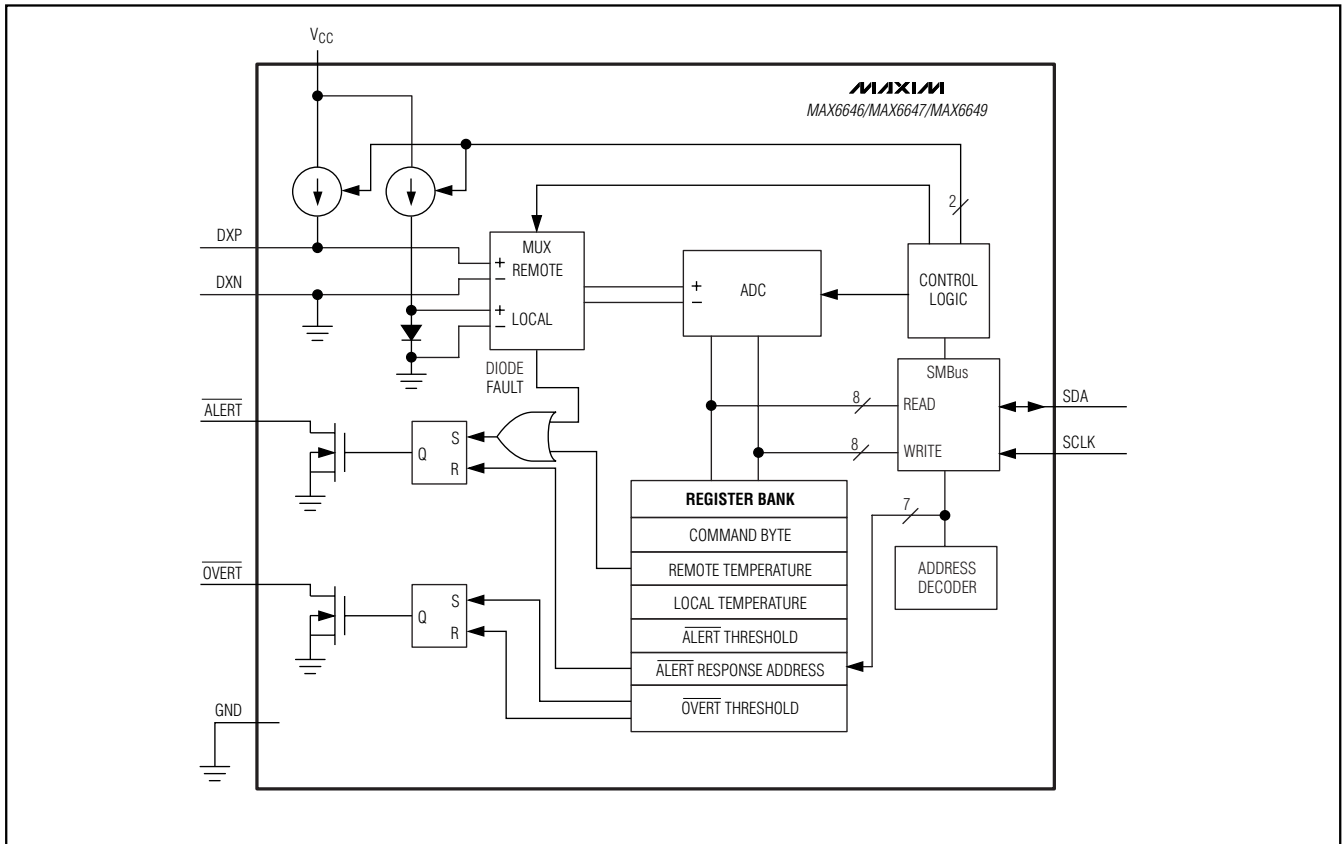 VCC
MAXIM
MAX6646/MAX6647/MAX6649
2
DXP
MUX
+
REMOTE
−
DXN
+
LOCAL
−
+
−
ADC
CONTROL
LOGIC
DIODE
FAULT
SMBus
8
READ
SDA
8
WRITE
SCLK
ALERT
S
Q
R
REGISTER BANK
COMMAND BYTE
REMOTE TEMPERATURE
LOCAL TEMPERATURE
ALERT THRESHOLD
ALERT RESPONSE ADDRESS
OVERT THRESHOLD
7
ADDRESS
DECODER
OVERT
S
Q
R
GND